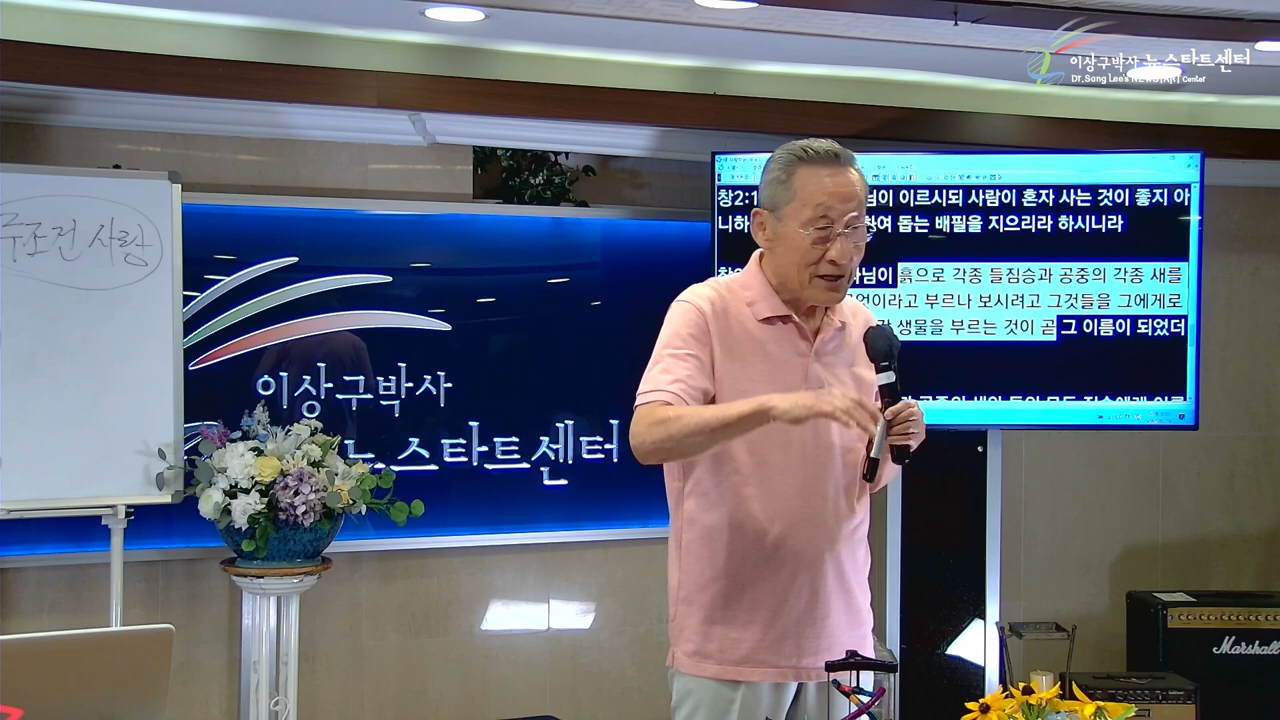 이상구박사 뉴스타트센터
Dr. Sang Lee's NEWSTART Center
무조건 사랑
이상구박사
뉴스타트센터
창2:1
이 이르시되 사람이 혼자 사는 것이 좋지 아
니하
여 돕는 배필을 지으리라 하시니라
나님이 흙으로 각종 들짐승과 공중의 각종 새를
이라고 부르나 보시려고 그것들을 그에게로
생물을 부르는 것이 곧 그 이름이 되었더
Marshall